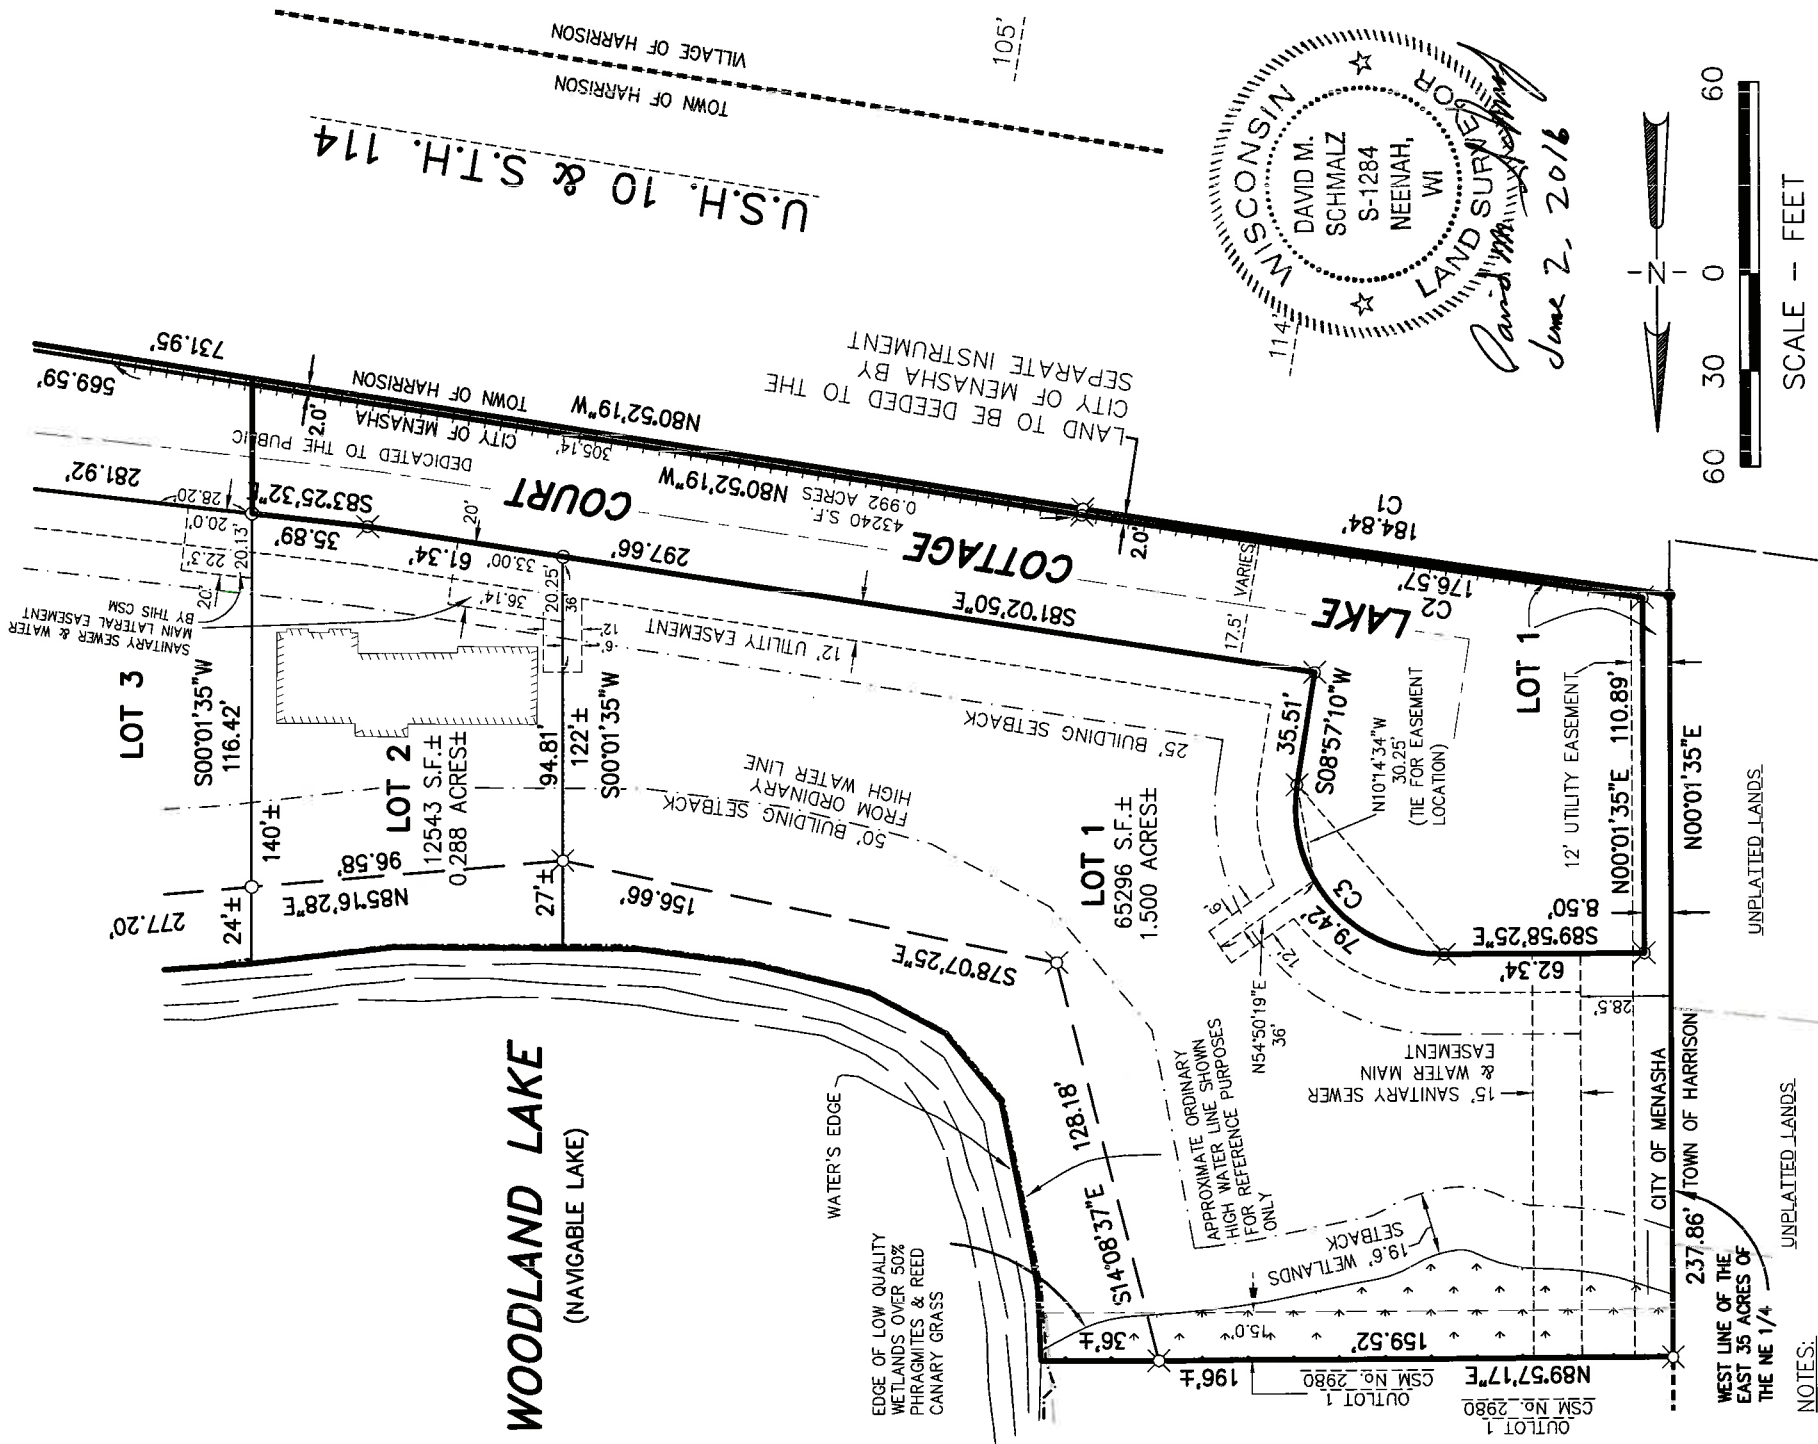 VILLAGE OF HARRISON
TOWN OF HARRISON
105'
U.S.H. 10 & S.T.H. 114
WISCONSIN
LAND SURVEYOR
DAVID M.
SCHMALZ
S-1284
NEENAH,
WI
June 2, 2016
114'
N
60 30 0 60
SCALE -- FEET
731.95'
569.59'
2.0'
TOWN OF HARRISON
CITY OF MENASHA
N80°52'19"W
305.14'
DEDICATED TO THE PUBLIC
LAND TO BE DEEDED TO THE
CITY OF MENASHA BY
SEPARATE INSTRUMENT
N80°52'19"W
43240 S.F.
0.992 ACRES
LAKE COTTAGE COURT
184.84'
C1
2.0'
176.57'
C2
281.92'
28.20'
S83°25'32"E
35.89'
20.0'
20.13'
22.3'
20'
20'
61.34'
33.00'
36.14'
20.25'
36'
12'
6'
297.66'
S81°02'50"E
17.5' VARIES
SANITARY SEWER & WATER
MAIN LATERAL EASEMENT
BY THIS CSM
12' UTILITY EASEMENT
25' BUILDING SETBACK
LOT 3
S00°01'35"W
116.42'
140'±
LOT 2
12543 S.F.±
0.288 ACRES±
94.81'
122'±
S00°01'35"W
50' BUILDING SETBACK
FROM ORDINARY
HIGH WATER LINE
277.20'
24'±
96.58'
N85°16'28"E
27'±
156.66'
S78°07'25"E
LOT 1
65296 S.F.±
1.500 ACRES±
35.51'
S08°57'10"W
N10°14'34"W
30.25'
(TIE FOR EASEMENT
LOCATION)
C3
79.42'
6'
12'
N54°50'19"E
36'
LOT 1
12' UTILITY EASEMENT
N00°01'35"E 110.89'
8.50'
S89°58'25"E
62.34'
N00°01'35"E
UNPLATTED LANDS
28.5'
15' SANITARY SEWER
& WATER MAIN
EASEMENT
CITY OF MENASHA
TOWN OF HARRISON
237.86'
UNPLATTED LANDS
WOODLAND LAKE
(NAVIGABLE LAKE)
WATER'S EDGE
128.18'
S14°08'37"E
APPROXIMATE ORDINARY
HIGH WATER LINE SHOWN
FOR REFERENCE PURPOSES
ONLY
EDGE OF LOW QUALITY
WETLANDS OVER 50%
PHRAGMITES & REED
CANARY GRASS
19.6' WETLANDS
SETBACK
15.0'
36'±
159.52'
196'±
N89°57'17"E
OUTLOT 1
CSM No. 2980
OUTLOT 1
CSM No. 2980
WEST LINE OF THE
EAST 35 ACRES OF
THE NE 1/4
NOTES: